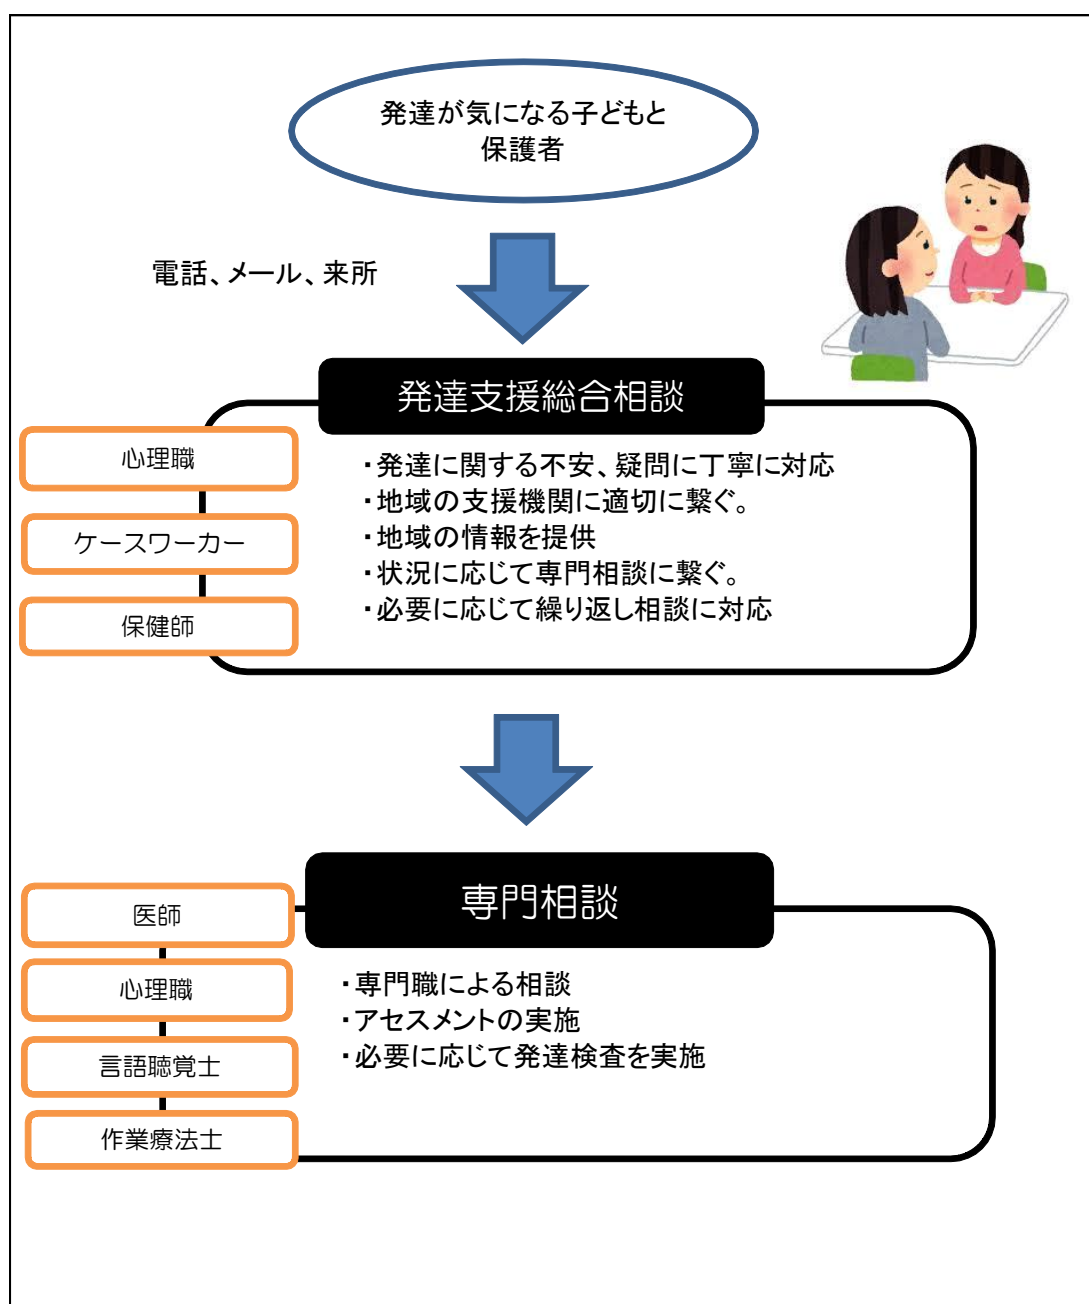 発達が気になる子どもと
保護者
電話、メール、来所
発達支援総合相談
心理職
ケースワーカー
保健師
・発達に関する不安、疑問に丁寧に対応
・地域の支援機関に適切に繋ぐ。
・地域の情報を提供
・状況に応じて専門相談に繋ぐ。
・必要に応じて繰り返し相談に対応
専門相談
医師
心理職
言語聴覚士
作業療法士
・専門職による相談
・アセスメントの実施
・必要に応じて発達検査を実施